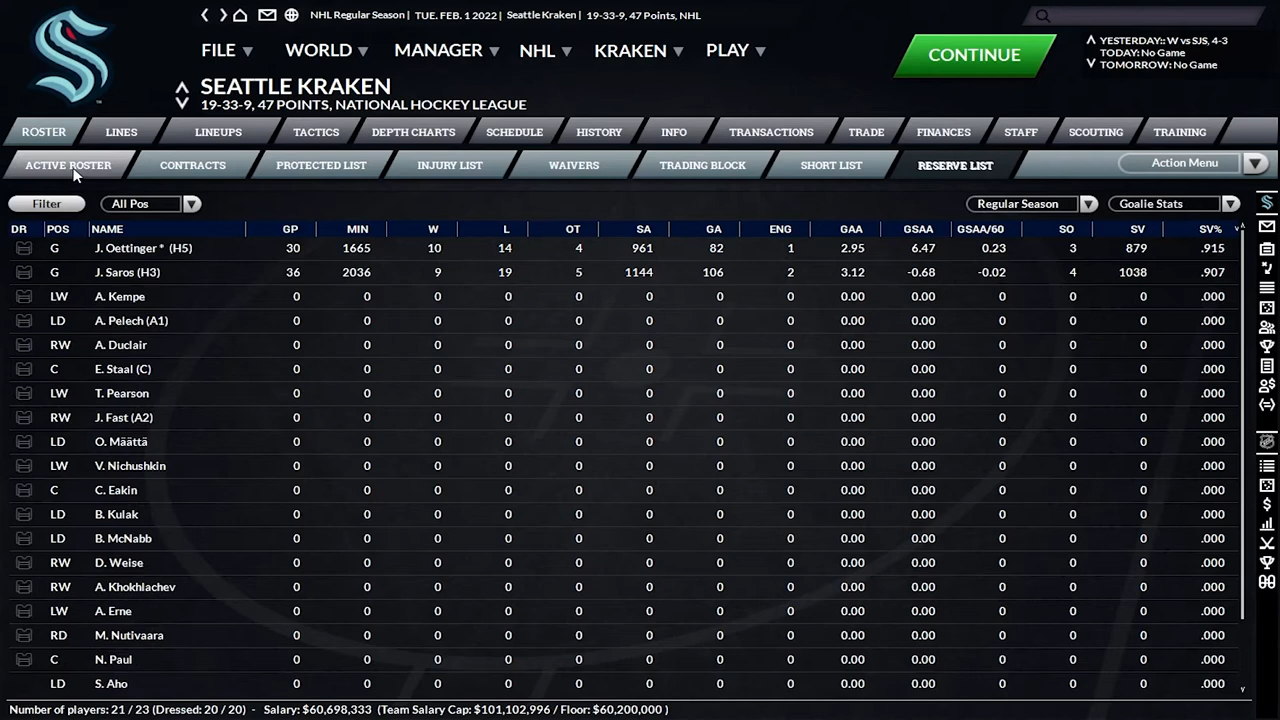 NHL Regular Season | TUE. FEB. 1 2022 | Seattle Kraken | 19-33-9, 47 Points, NHL
FILE WORLD MANAGER NHL KRAKEN PLAY
CONTINUE
YESTERDAY:: W vs SJS, 4-3
TODAY: No Game
TOMORROW: No Game
SEATTLE KRAKEN
19-33-9, 47 POINTS, NATIONAL HOCKEY LEAGUE
ROSTER LINES LINEUPS TACTICS DEPTH CHARTS SCHEDULE HISTORY INFO TRANSACTIONS TRADE FINANCES STAFF SCOUTING TRAINING
ACTIVE ROSTER CONTRACTS PROTECTED LIST INJURY LIST WAIVERS TRADING BLOCK SHORT LIST RESERVE LIST Action Menu
Filter All Pos Regular Season Goalie Stats
DR POS NAME GP MIN W L OT SA GA ENG GAA GSAA GSAA/60 SO SV SV%
G J. Oettinger * (H5) 30 1665 10 14 4 961 82 1 2.95 6.47 0.23 3 879 .915
G J. Saros (H3) 36 2036 9 19 5 1144 106 2 3.12 -0.68 -0.02 4 1038 .907
LW A. Kempe 0 0 0 0 0 0 0 0 0.00 0.00 0.00 0 0 .000
LD A. Pelech (A1) 0 0 0 0 0 0 0 0 0.00 0.00 0.00 0 0 .000
RW A. Duclair 0 0 0 0 0 0 0 0 0.00 0.00 0.00 0 0 .000
C E. Staal (C) 0 0 0 0 0 0 0 0 0.00 0.00 0.00 0 0 .000
LW T. Pearson 0 0 0 0 0 0 0 0 0.00 0.00 0.00 0 0 .000
RW J. Fast (A2) 0 0 0 0 0 0 0 0 0.00 0.00 0.00 0 0 .000
LD O. Määttä 0 0 0 0 0 0 0 0 0.00 0.00 0.00 0 0 .000
LW V. Nichushkin 0 0 0 0 0 0 0 0 0.00 0.00 0.00 0 0 .000
C C. Eakin 0 0 0 0 0 0 0 0 0.00 0.00 0.00 0 0 .000
LD B. Kulak 0 0 0 0 0 0 0 0 0.00 0.00 0.00 0 0 .000
LD B. McNabb 0 0 0 0 0 0 0 0 0.00 0.00 0.00 0 0 .000
RW D. Weise 0 0 0 0 0 0 0 0 0.00 0.00 0.00 0 0 .000
RW A. Khokhlachev 0 0 0 0 0 0 0 0 0.00 0.00 0.00 0 0 .000
LW A. Erne 0 0 0 0 0 0 0 0 0.00 0.00 0.00 0 0 .000
RD M. Nutivaara 0 0 0 0 0 0 0 0 0.00 0.00 0.00 0 0 .000
C N. Paul 0 0 0 0 0 0 0 0 0.00 0.00 0.00 0 0 .000
LD S. Aho 0 0 0 0 0 0 0 0 0.00 0.00 0.00 0 0 .000
Number of players: 21 / 23 (Dressed: 20 / 20) - Salary: $60,698,333 (Team Salary Cap: $101,102,996 / Floor: $60,200,000 )